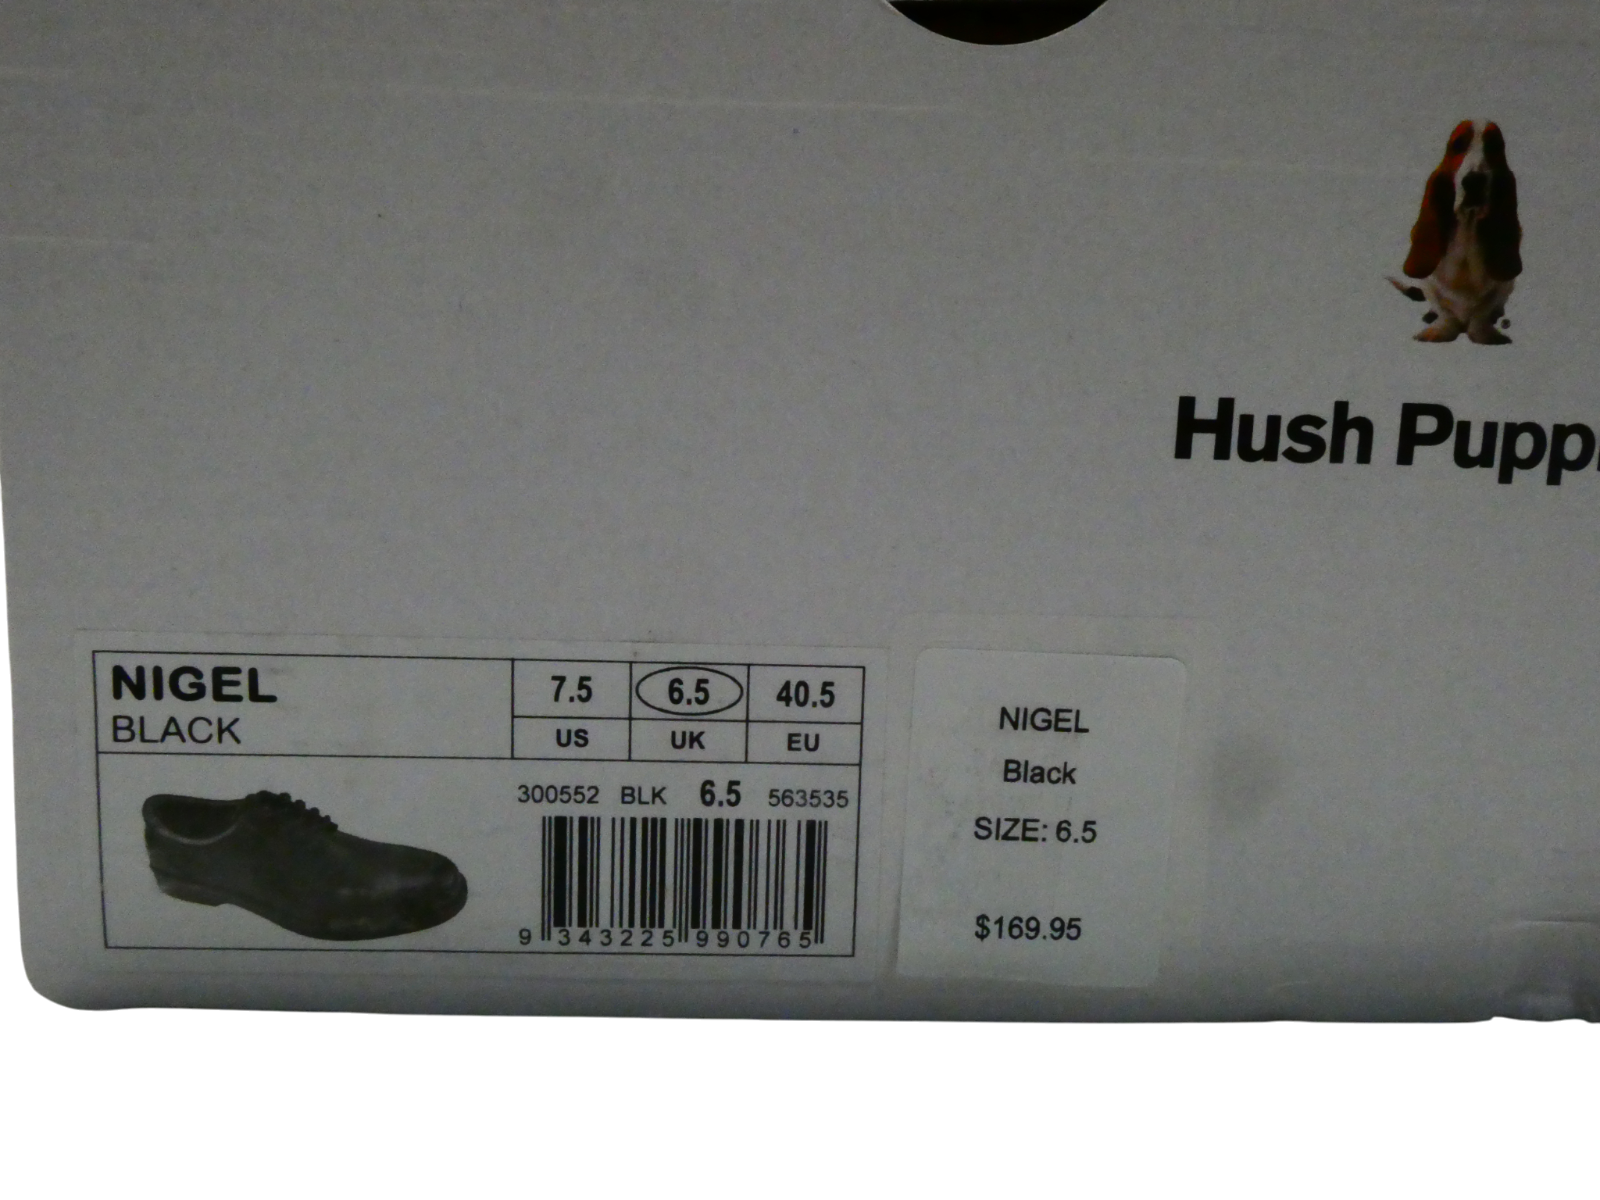 Hush Pupp
NIGEL
BLACK
7.5 6.5 40.5
US UK EU
300552 BLK 6.5 563535
9 343225 990765
NIGEL
Black
SIZE: 6.5
$169.95